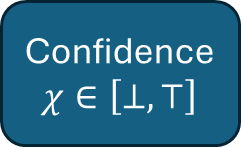 Confidence
χ ∈ [⊥,⊤]